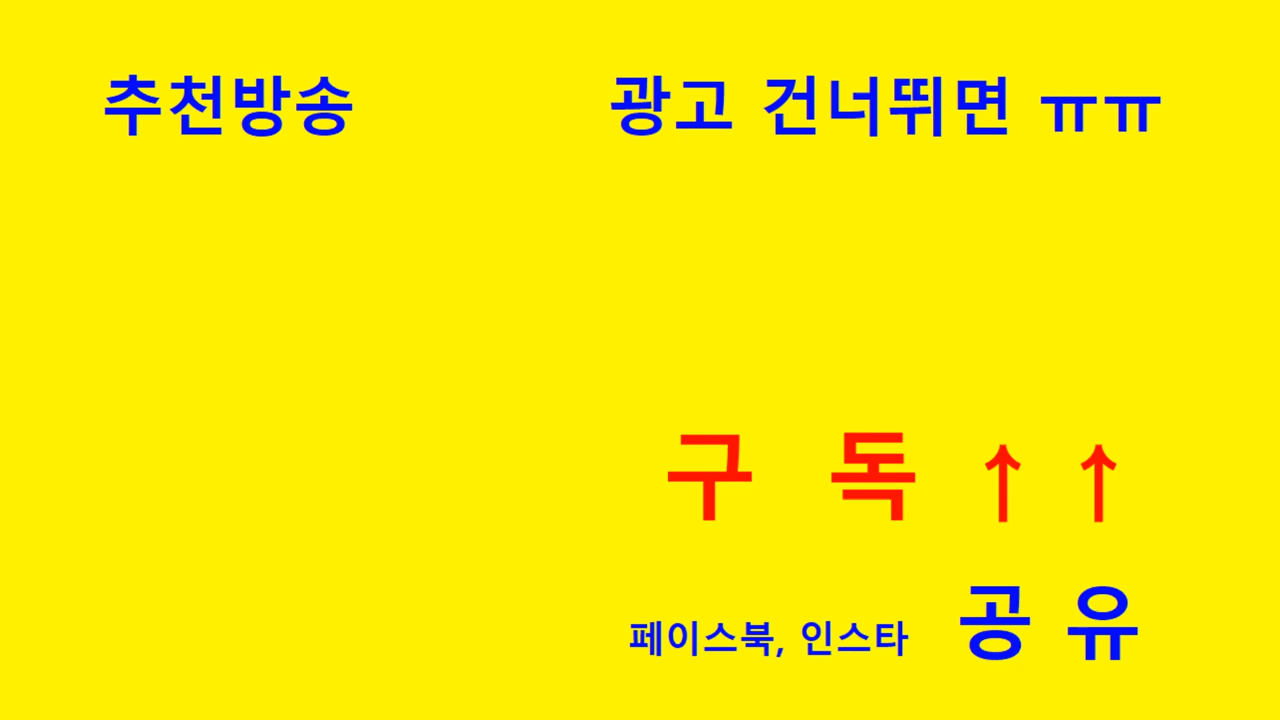 추천방송
광고 건너뛰면 ㅠㅠ
구 독 ↑ ↑
페이스북, 인스타 공 유